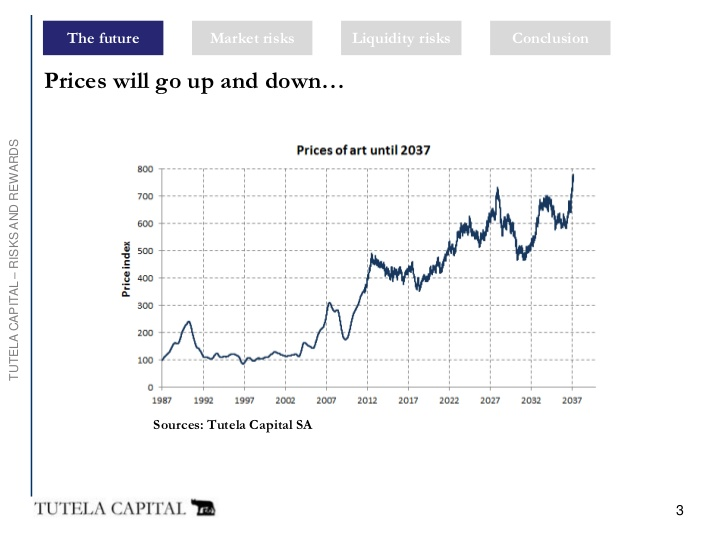 The future
Market risks
Liquidity risks
Conclusion
Prices will go up and down…
TUTELA CAPITAL – RISKS AND REWARDS
Prices of art until 2037
Price index
800
700
600
500
400
300
200
100
0
1987 1992 1997 2002 2007 2012 2017 2022 2027 2032 2037
Sources: Tutela Capital SA
TUTELA CAPITAL
3